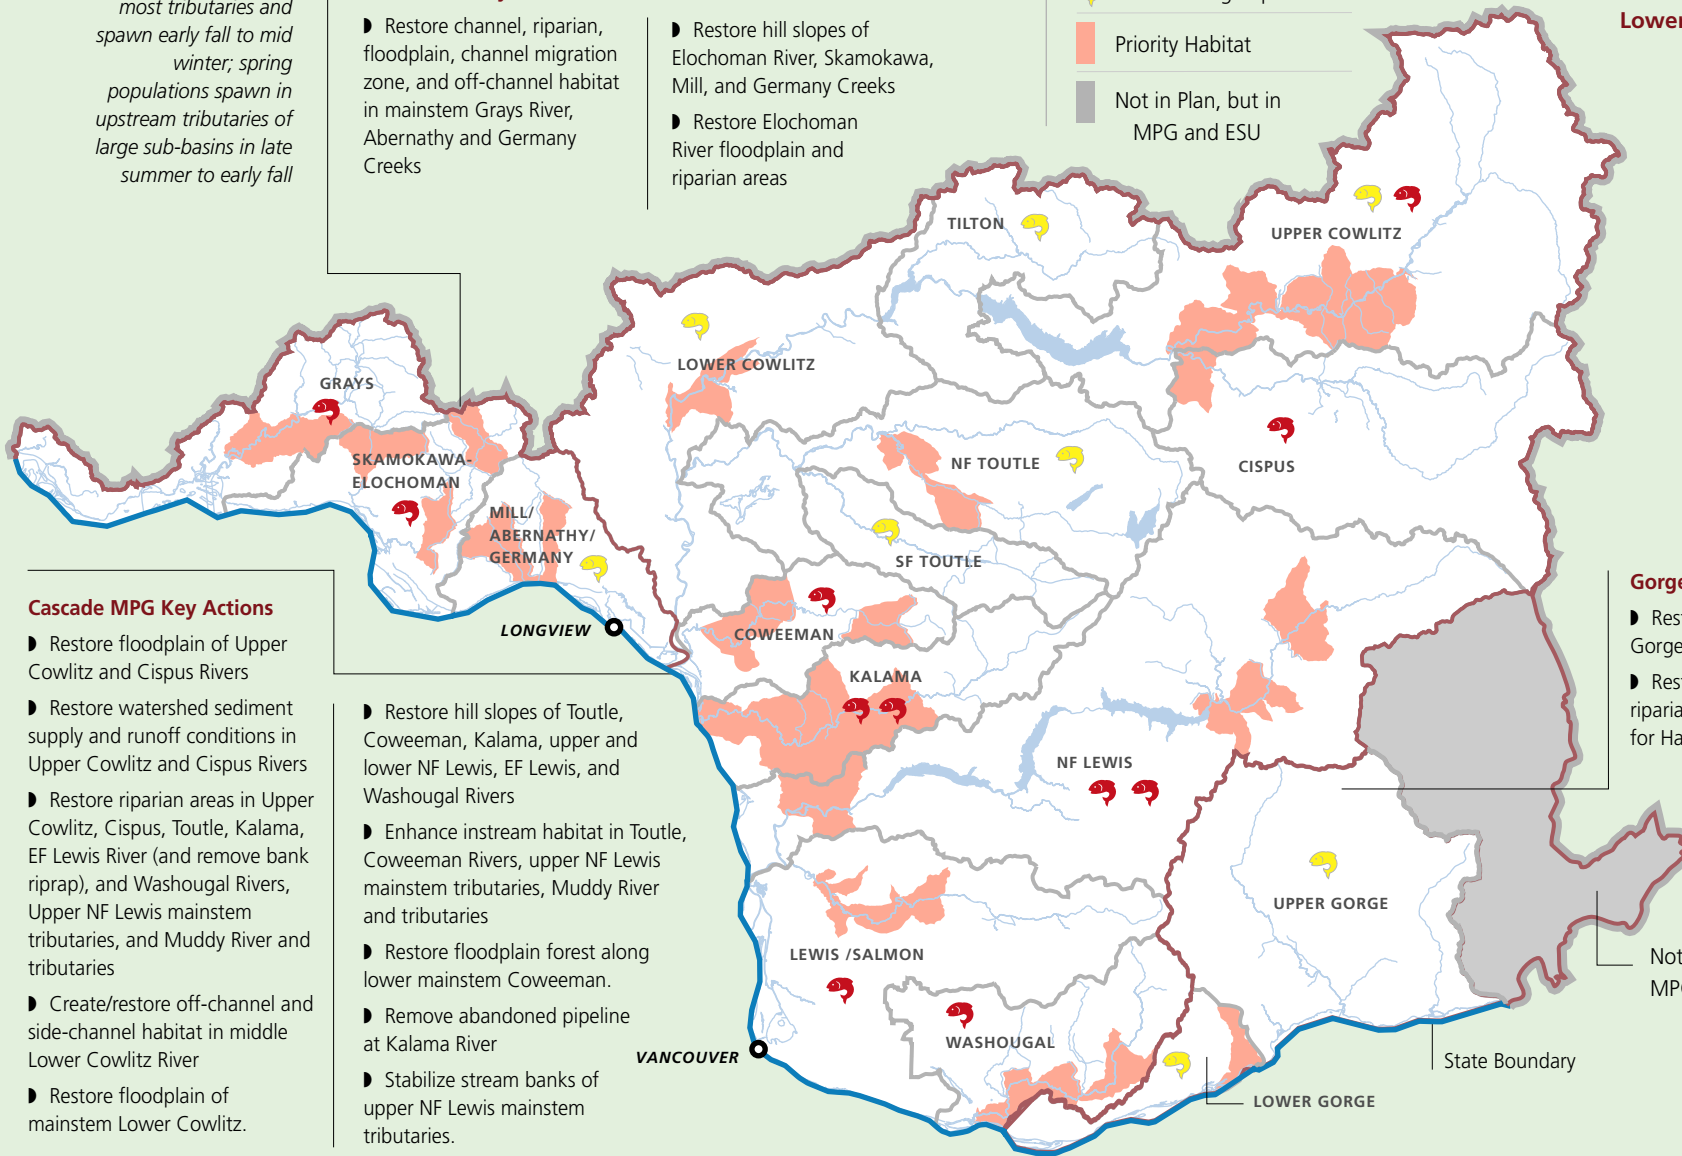 most tributaries and
spawn early fall to mid
winter; spring
populations spawn in
upstream tributaries of
large sub-basins in late
summer to early fall
◗ Restore channel, riparian,
floodplain, channel migration
zone, and off-channel habitat
in mainstem Grays River,
Abernathy and Germany
Creeks
◗ Restore hill slopes of
Elochoman River, Skamokawa,
Mill, and Germany Creeks
◗ Restore Elochoman
River floodplain and
riparian areas
Priority Habitat
Not in Plan, but in
MPG and ESU
Lower
TILTON
UPPER COWLITZ
LOWER COWLITZ
GRAYS
SKAMOKAWA-
ELOCHOMAN
MILL/
ABERNATHY/
GERMANY
NF TOUTLE
CISPUS
SF TOUTLE
LONGVIEW
COWEEMAN
KALAMA
NF LEWIS
UPPER GORGE
LEWIS /SALMON
WASHOUGAL
VANCOUVER
LOWER GORGE
State Boundary
Cascade MPG Key Actions
◗ Restore floodplain of Upper
Cowlitz and Cispus Rivers
◗ Restore watershed sediment
supply and runoff conditions in
Upper Cowlitz and Cispus Rivers
◗ Restore riparian areas in Upper
Cowlitz, Cispus, Toutle, Kalama,
EF Lewis River (and remove bank
riprap), and Washougal Rivers,
Upper NF Lewis mainstem
tributaries, and Muddy River and
tributaries
◗ Create/restore off-channel and
side-channel habitat in middle
Lower Cowlitz River
◗ Restore floodplain of
mainstem Lower Cowlitz.
◗ Restore hill slopes of Toutle,
Coweeman, Kalama, upper and
lower NF Lewis, EF Lewis, and
Washougal Rivers
◗ Enhance instream habitat in Toutle,
Coweeman Rivers, upper NF Lewis
mainstem tributaries, Muddy River
and tributaries
◗ Restore floodplain forest along
lower mainstem Coweeman.
◗ Remove abandoned pipeline
at Kalama River
◗ Stabilize stream banks of
upper NF Lewis mainstem
tributaries.
Gorge
◗ Res
Gorge
◗ Res
riparia
for Ha
Not
MPG